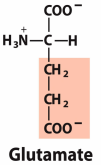 COO⁻
H₃N⁺—C—H
CH₂
CH₂
COO⁻
Glutamate